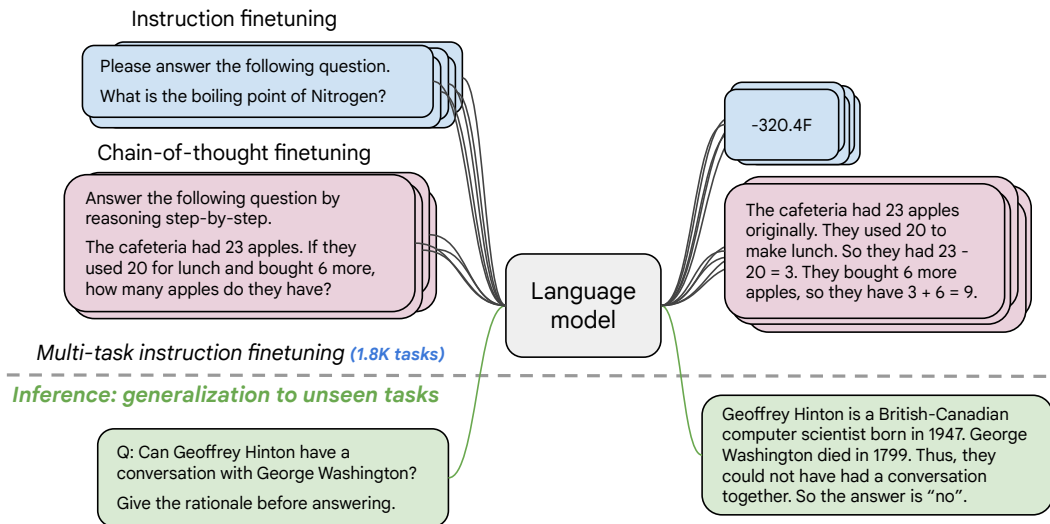 Instruction finetuning
Please answer the following question.
What is the boiling point of Nitrogen?
-320.4F
Chain-of-thought finetuning
Answer the following question by
reasoning step-by-step.
The cafeteria had 23 apples. If they
used 20 for lunch and bought 6 more,
how many apples do they have?
Language
model
The cafeteria had 23 apples
originally. They used 20 to
make lunch. So they had 23 -
20 = 3. They bought 6 more
apples, so they have 3 + 6 = 9.
Multi-task instruction finetuning (1.8K tasks)
Inference: generalization to unseen tasks
Q: Can Geoffrey Hinton have a
conversation with George Washington?
Give the rationale before answering.
Geoffrey Hinton is a British-Canadian
computer scientist born in 1947. George
Washington died in 1799. Thus, they
could not have had a conversation
together. So the answer is “no”.